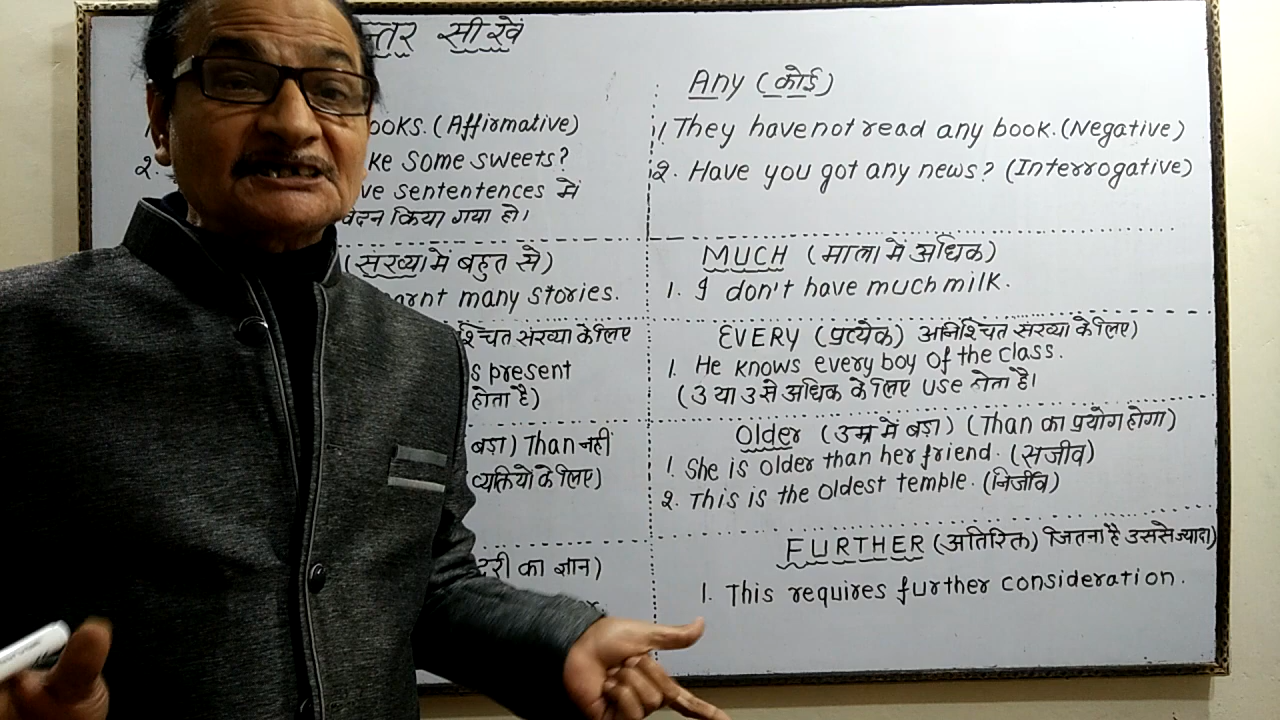 न्तर सीखें
ooks. (Affirmative)
2. ke some sweets?
ve sententences में
वेदन किया गया हो।
(संख्या में बहुत से)
arnt many stories.
श्चित संख्या के लिए
s present
होता है)
बड़ा) Than नहीं
व्यक्तियों के लिए)
दूरी का ज्ञान)
Any (कोई)
1. They have not read any book. (Negative)
2. Have you got any news? (Interrogative)
MUCH (मात्रा में अधिक)
1. I don't have much milk.
EVERY (प्रत्येक) अनिश्चित संख्या के लिए)
1. He knows every boy of the class.
(3 या 3 से अधिक के लिए use होता है।
Older (उम्र में बड़ा) (Than का प्रयोग होगा)
1. She is older than her friend. (सजीव)
2. This is the oldest temple. (निर्जीव)
FURTHER (अतिरिक्त) जितना है उससे ज्यादा)
1. This requires further consideration.